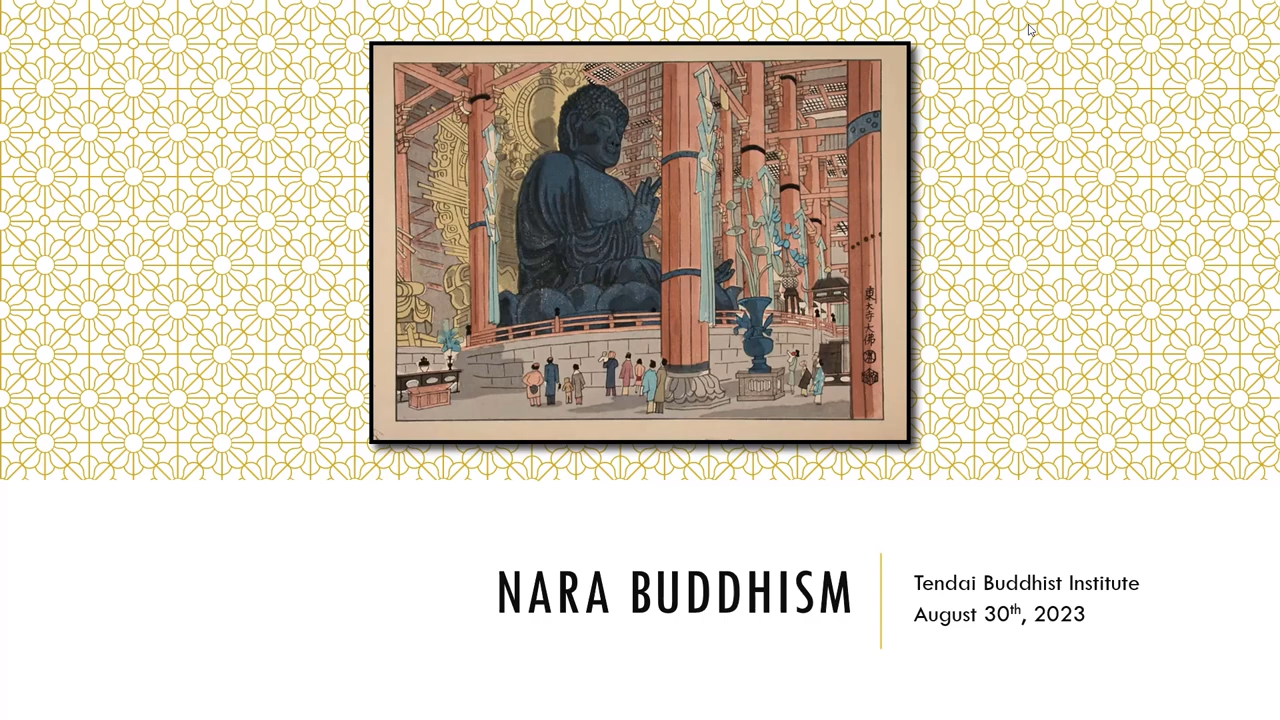 東大寺大佛
NARA BUDDHISM
Tendai Buddhist Institute
August 30th, 2023